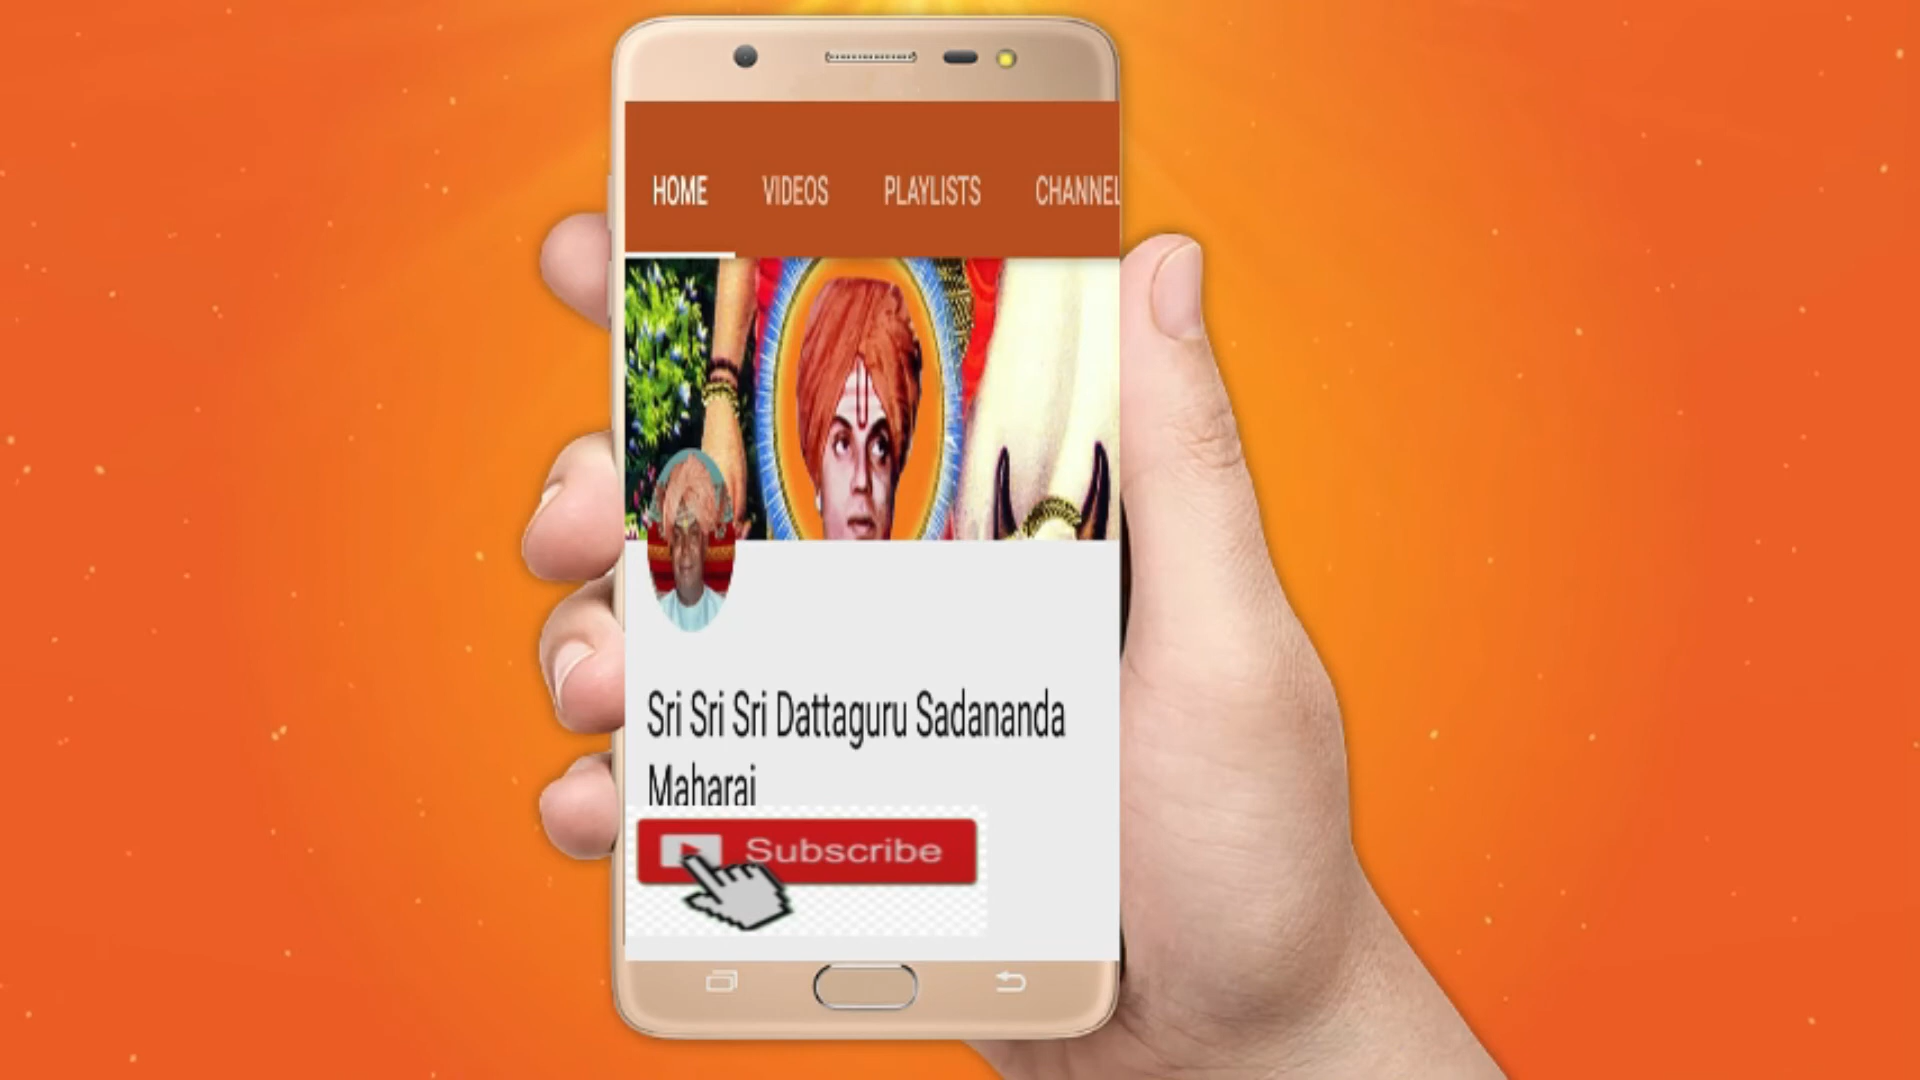 HOME VIDEOS PLAYLISTS CHANNEL
Sri Sri Sri Dattaguru Sadananda
Maharaj
Subscribe